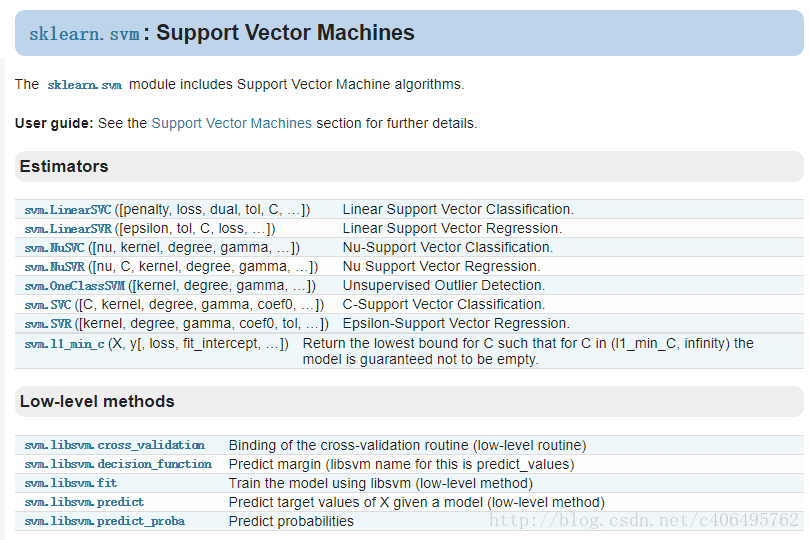 sklearn.svm: Support Vector Machines
The sklearn.svm module includes Support Vector Machine algorithms.
User guide: See the Support Vector Machines section for further details.
Estimators
svm.LinearSVC([penalty, loss, dual, tol, C, …]) Linear Support Vector Classification.
svm.LinearSVR([epsilon, tol, C, loss, …]) Linear Support Vector Regression.
svm.NuSVC([nu, kernel, degree, gamma, …]) Nu-Support Vector Classification.
svm.NuSVR([nu, C, kernel, degree, gamma, …]) Nu Support Vector Regression.
svm.OneClassSVM([kernel, degree, gamma, …]) Unsupervised Outlier Detection.
svm.SVC([C, kernel, degree, gamma, coef0, …]) C-Support Vector Classification.
svm.SVR([kernel, degree, gamma, coef0, tol, …]) Epsilon-Support Vector Regression.
svm.l1_min_c(X, y[, loss, fit_intercept, …]) Return the lowest bound for C such that for C in (l1_min_C, infinity) the
model is guaranteed not to be empty.
Low-level methods
svm.libsvm.cross_validation Binding of the cross-validation routine (low-level routine)
svm.libsvm.decision_function Predict margin (libsvm name for this is predict_values)
svm.libsvm.fit Train the model using libsvm (low-level method)
svm.libsvm.predict Predict target values of X given a model (low-level method)
svm.libsvm.predict_proba Predict probabilities
http://blog.csdn.net/c406495762